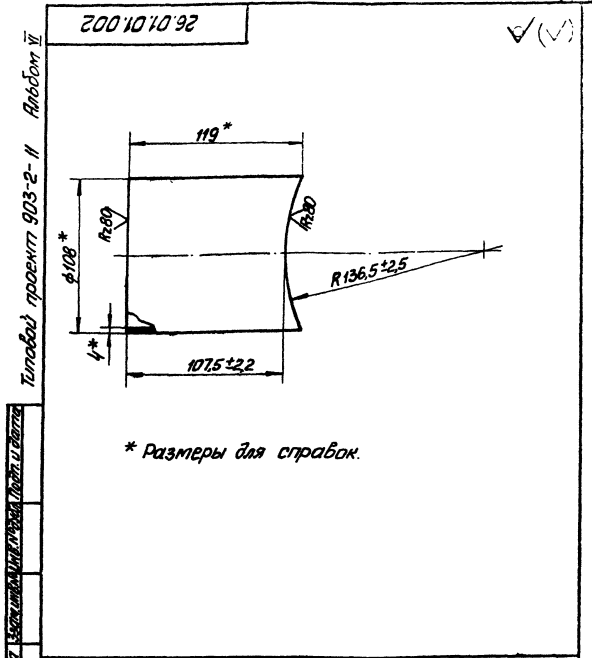 26.01.01.002
(√)
Типовой проект 903-2-11 Альбом VI
119*
Rz80
Rz80
ϕ108*
R136,5±2,5
4*
107,5±2,2
* Размеры для справок.
Подп. и дата